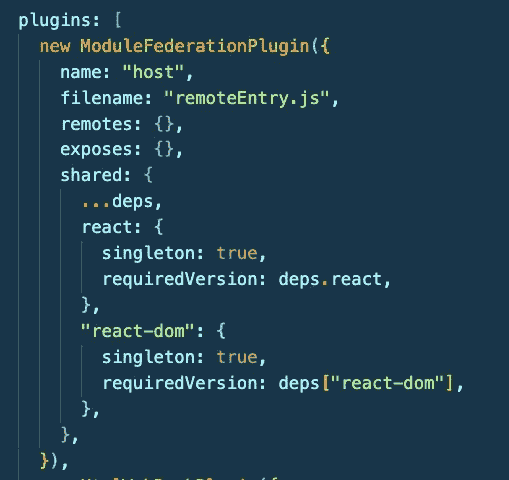 plugins: [
new ModuleFederationPlugin({
name: "host",
filename: "remoteEntry.js",
remotes: {},
exposes: {},
shared: {
...deps,
react: {
singleton: true,
requiredVersion: deps.react,
},
"react-dom": {
singleton: true,
requiredVersion: deps["react-dom"],
},
},
}),